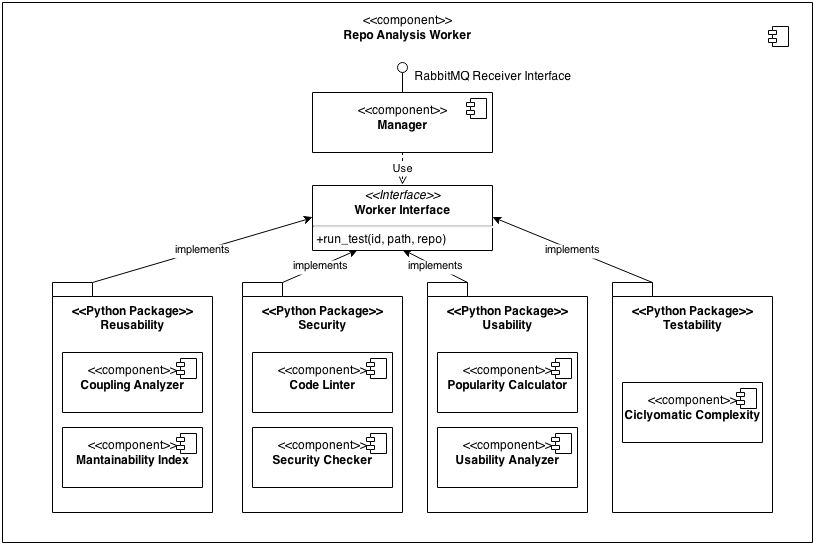 <<component>>
Repo Analysis Worker
RabbitMQ Receiver Interface
<<component>>
Manager
Use
<<Interface>>
Worker Interface
+run_test(id, path, repo)
implements
implements
implements
implements
<<Python Package>>
Reusability
<<component>>
Coupling Analyzer
<<component>>
Mantainability Index
<<Python Package>>
Security
<<component>>
Code Linter
<<component>>
Security Checker
<<Python Package>>
Usability
<<component>>
Popularity Calculator
<<component>>
Usability Analyzer
<<Python Package>>
Testability
<<component>>
Ciclyomatic Complexity